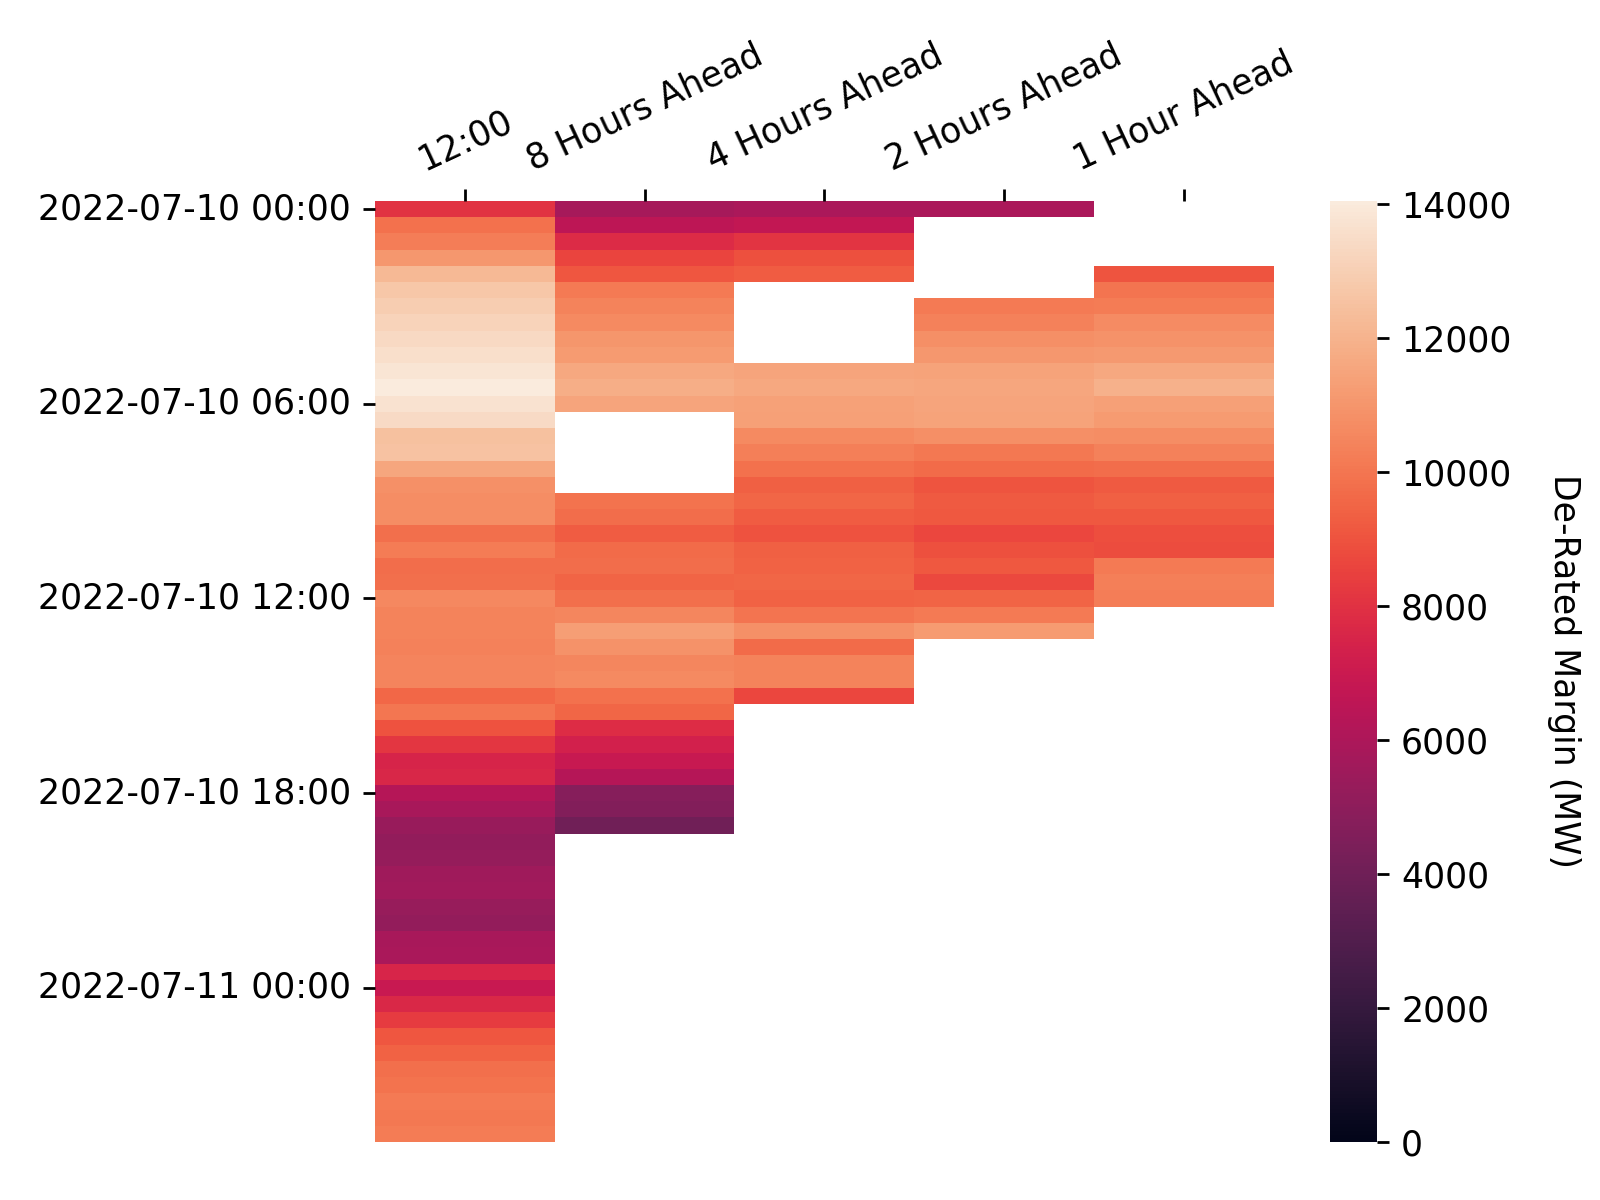 12:00
8 Hours Ahead
4 Hours Ahead
2 Hours Ahead
1 Hour Ahead
2022-07-10 00:00
2022-07-10 06:00
2022-07-10 12:00
2022-07-10 18:00
2022-07-11 00:00
14000
12000
10000
8000
6000
4000
2000
0
De-Rated Margin (MW)